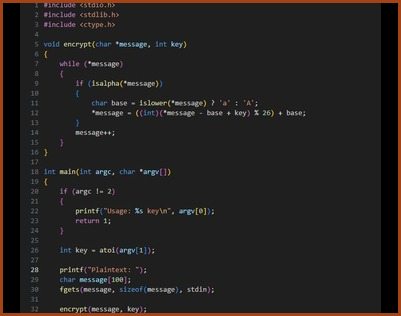 1 #include <stdio.h>
2 #include <stdlib.h>
3 #include <ctype.h>
4
5 void encrypt(char *message, int key)
6 {
7     while (*message)
8     {
9         if (isalpha(*message))
10         {
11             char base = islower(*message) ? 'a' : 'A';
12             *message = ((int)(*message - base + key) % 26) + base;
13         }
14         message++;
15     }
16 }
17
18 int main(int argc, char *argv[])
19 {
20     if (argc != 2)
21     {
22         printf("Usage: %s key\n", argv[0]);
23         return 1;
24     }
25
26     int key = atoi(argv[1]);
27
28     printf("Plaintext: ");
29     char message[100];
30     fgets(message, sizeof(message), stdin);
31
32     encrypt(message, key);